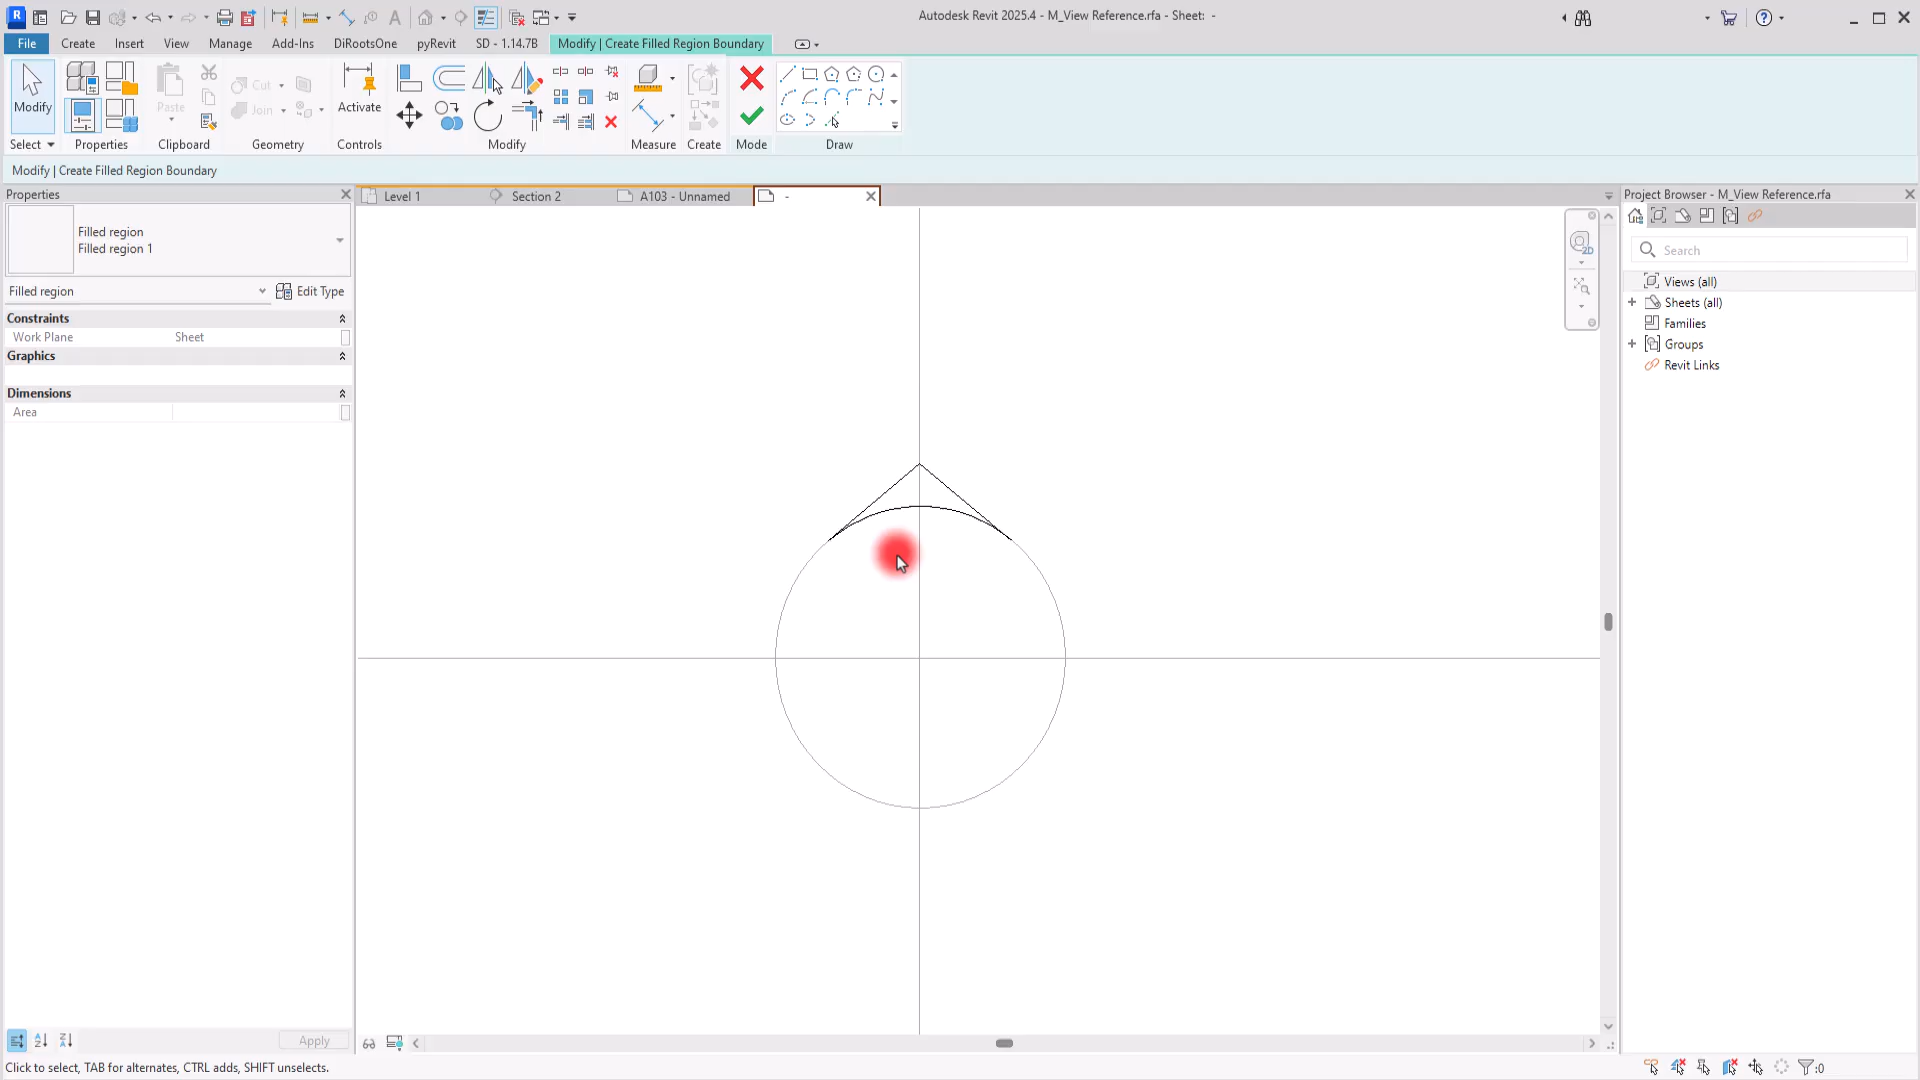 Autodesk Revit 2025.4 - M_View Reference.rfa - Sheet: -
File
Create
Insert
View
Manage
Add-Ins
DiRootsOne
pyRevit
SD - 1.14.7B
Modify | Create Filled Region Boundary
Modify
Paste
Cut
Join
Activate
Select
Properties
Clipboard
Geometry
Controls
Modify
Measure
Create
Mode
Draw
Modify | Create Filled Region Boundary
Properties
Filled region
Filled region 1
Filled region
Edit Type
Constraints
Work Plane
Sheet
Graphics
Dimensions
Area
Apply
Level 1
Section 2
A103 - Unnamed
-
2D
Project Browser - M_View Reference.rfa
Search
Views (all)
Sheets (all)
Families
Groups
Revit Links
Click to select, TAB for alternates, CTRL adds, SHIFT unselects.
:0